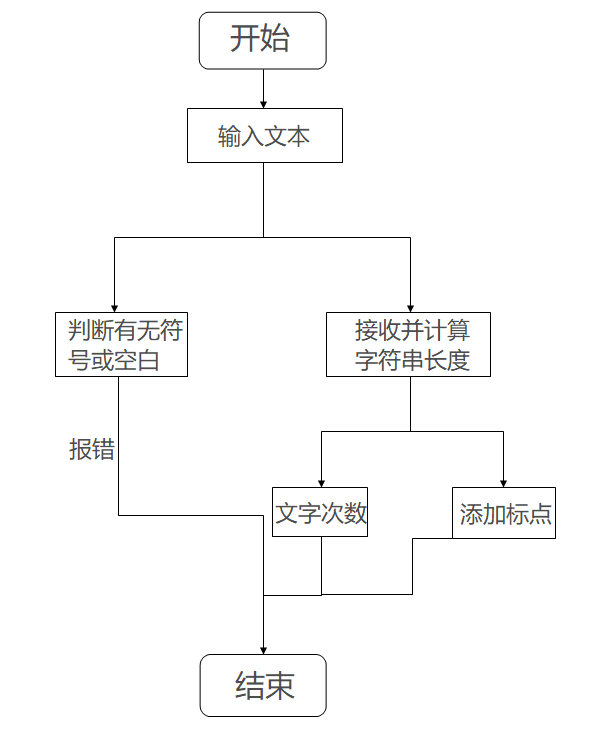 开始
输入文本
判断有无符
号或空白
接收并计算
字符串长度
报错
文字次数
添加标点
结束